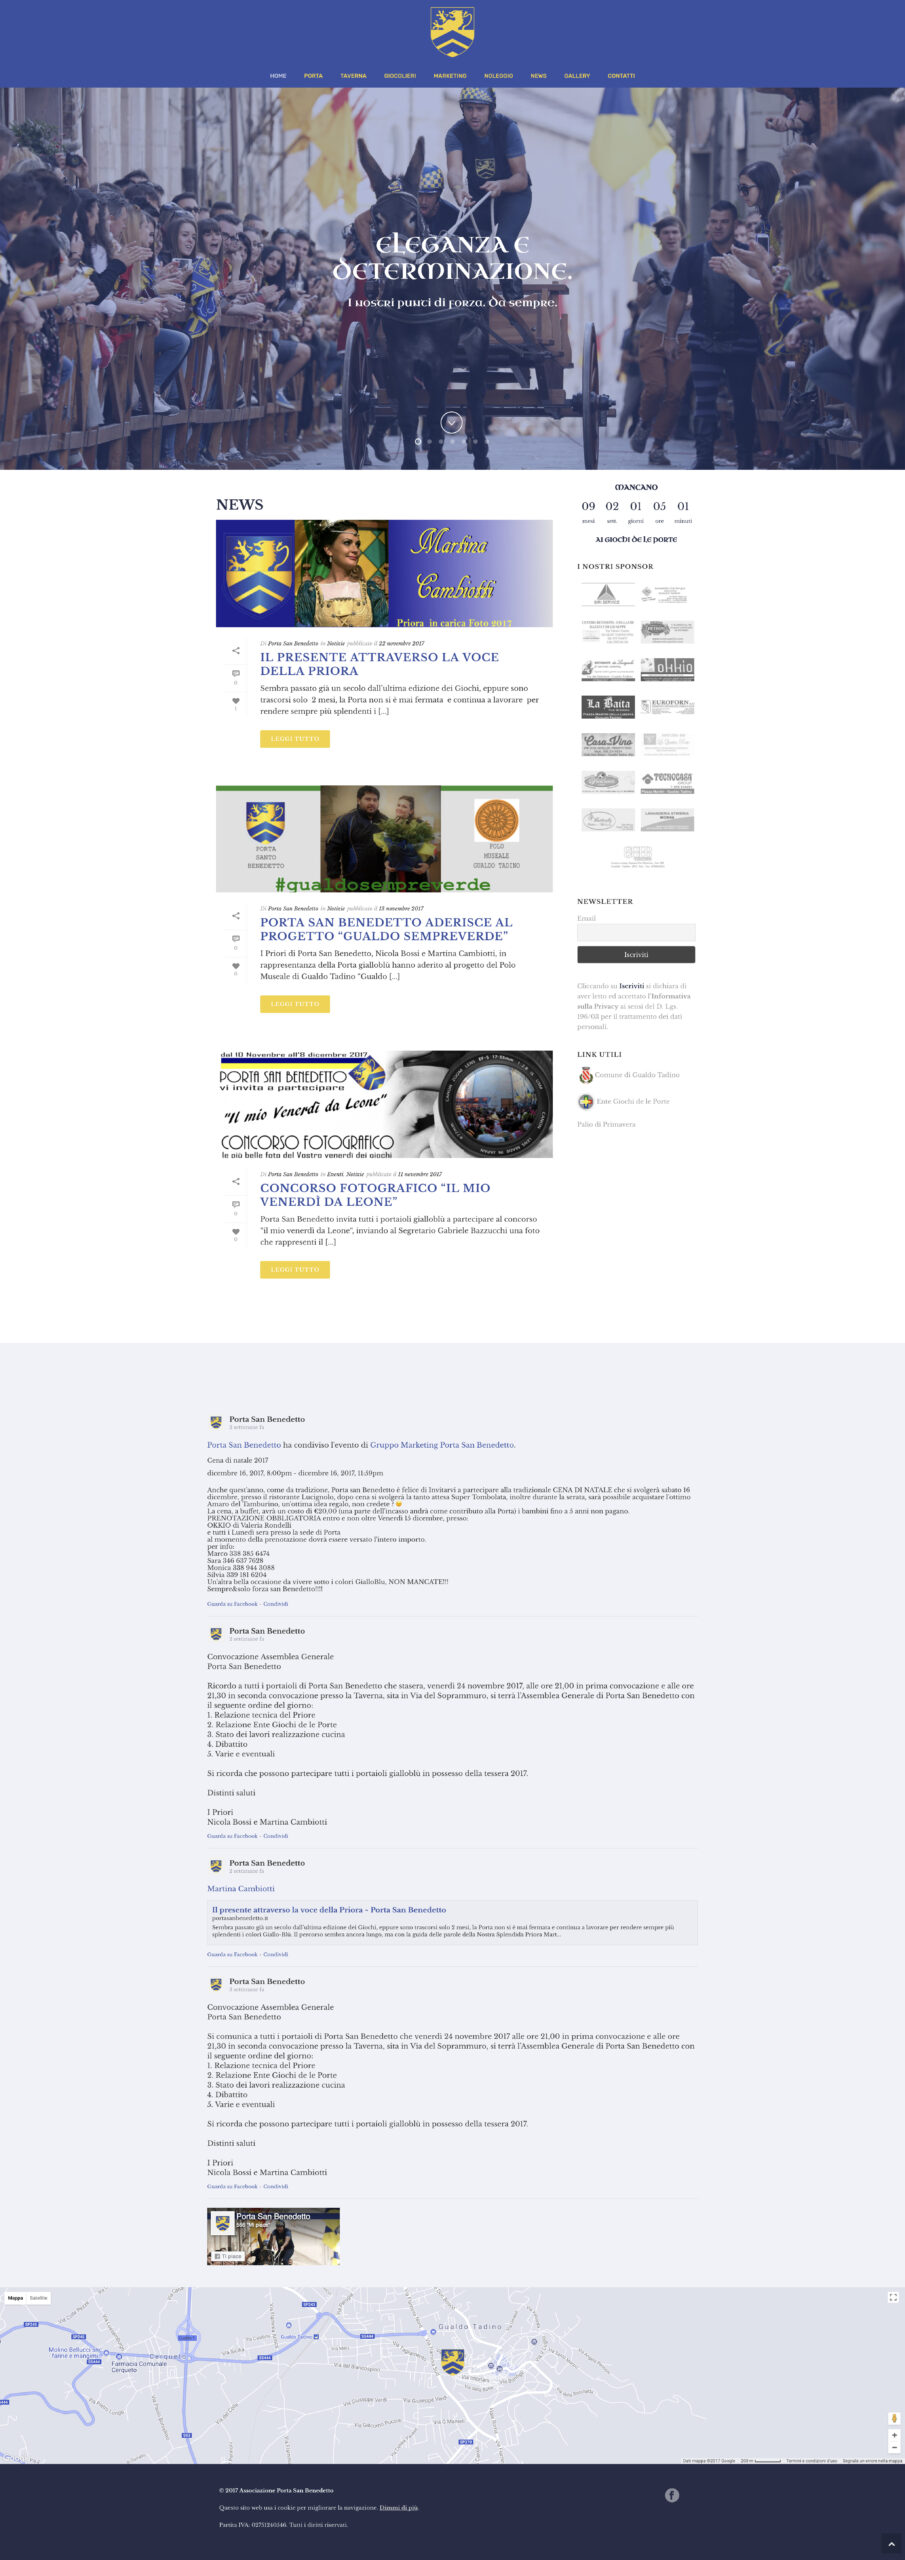 HOME PORTA TAVERNA GIOCOLIERI MARKETING NOLEGGIO NEWS GALLERY CONTATTI
ELEGANZA E
DETERMINAZIONE.
I nostri punti di forza. Da sempre.
NEWS
Martina
Cambiotti
Priora in carica Foto 2017
Di Porta San Benedetto in Notizie pubblicato il 22 novembre 2017
IL PRESENTE ATTRAVERSO LA VOCE
DELLA PRIORA
Sembra passato già un secolo dall'ultima edizione dei Giochi, eppure sono
trascorsi solo 2 mesi, la Porta non si è mai fermata e continua a lavorare per
rendere sempre più splendenti i [...]
0
1
LEGGI TUTTO
PORTA
SANTO
BENEDETTO
POLO
MUSEALE
GUALDO TADINO
#gualdosempreverde
Di Porta San Benedetto in Notizie pubblicato il 13 novembre 2017
PORTA SAN BENEDETTO ADERISCE AL
PROGETTO “GUALDO SEMPREVERDE”
I Priori di Porta San Benedetto, Nicola Bossi e Martina Cambiotti, in
rappresentanza della Porta gialloblù hanno aderito al progetto del Polo
Museale di Gualdo Tadino “Gualdo [...]
0
0
LEGGI TUTTO
dal 10 Novembre all'8 dicembre 2017
PORTA SAN BENEDETTO
vi invita a partecipare
"Il mio Venerdì da Leone"
CONCORSO FOTOGRAFICO
le più belle foto del Vostro venerdì dei giochi
Di Porta San Benedetto in Eventi, Notizie pubblicato il 11 novembre 2017
CONCORSO FOTOGRAFICO “IL MIO
VENERDÌ DA LEONE”
Porta San Benedetto invita tutti i portaioli gialloblù a partecipare al concorso
“il mio venerdì da Leone”, inviando al Segretario Gabriele Bazzucchi una foto
che rappresenti il [...]
0
0
LEGGI TUTTO
MANCANO
09 02 01 05 01
mesi sett. giorni ore minuti
AI GIOCHI DE LE PORTE
I NOSTRI SPONSOR
okkio
La Baita
EUROFORN
Casa del Vino
TECNOCASA
NEWSLETTER
Email
Iscriviti
Cliccando su Iscriviti si dichiara di
aver letto ed accettato l'Informativa
sulla Privacy ai sensi del D. Lgs.
196/03 per il trattamento dei dati
personali.
LINK UTILI
Comune di Gualdo Tadino
Ente Giochi de le Porte
Palio di Primavera
Porta San Benedetto
2 settimane fa
Porta San Benedetto ha condiviso l'evento di Gruppo Marketing Porta San Benedetto.
Cena di natale 2017
dicembre 16, 2017, 8:00pm - dicembre 16, 2017, 11:59pm
Anche quest'anno, come da tradizione, Porta san Benedetto è felice di Invitarvi a partecipare alla tradizionale CENA DI NATALE che si svolgerà sabato 16
dicembre, presso il ristorante Lucignolo, dopo cena si svolgerà la tanto attesa Super Tombolata, inoltre durante la serata, sarà possibile acquistare l'ottimo
Amaro del Tamburino, un'ottima idea regalo, non credete ? 😉
La cena, a buffet, avrà un costo di €20.00 (una parte dell'incasso andrà come contributo alla Porta) i bambini fino a 5 anni non pagano.
PRENOTAZIONE OBBLIGATORIA entro e non oltre Venerdì 15 dicembre, presso:
OKKIO di Valeria Rondelli
e tutti i Lunedì sera presso la sede di Porta
al momento della prenotazione dovrà essere versato l'intero importo.
per info:
Marco 338 385 6474
Sara 346 637 7628
Monica 338 944 3088
Silvia 339 181 6204
Un'altra bella occasione da vivere sotto i colori GialloBlu, NON MANCATE!!!
Sempre&solo forza san Benedetto!!!!
Guarda su Facebook · Condividi
Porta San Benedetto
2 settimane fa
Convocazione Assemblea Generale
Porta San Benedetto
Ricordo a tutti i portaioli di Porta San Benedetto che stasera, venerdì 24 novembre 2017, alle ore 21,00 in prima convocazione e alle ore
21,30 in seconda convocazione presso la Taverna, sita in Via del Soprammuro, si terrà l'Assemblea Generale di Porta San Benedetto con
il seguente ordine del giorno:
1. Relazione tecnica del Priore
2. Relazione Ente Giochi de le Porte
3. Stato dei lavori realizzazione cucina
4. Dibattito
5. Varie e eventuali
Si ricorda che possono partecipare tutti i portaioli gialloblù in possesso della tessera 2017.
Distinti saluti
I Priori
Nicola Bossi e Martina Cambiotti
Guarda su Facebook · Condividi
Porta San Benedetto
2 settimane fa
Martina Cambiotti
Il presente attraverso la voce della Priora ~ Porta San Benedetto
portasanbenedetto.it
Sembra passato già un secolo dall'ultima edizione dei Giochi, eppure sono trascorsi solo 2 mesi, la Porta non si è mai fermata e continua a lavorare per rendere sempre più
splendenti i colori Giallo-Blù. Il percorso sembra ancora lungo, ma con la guida delle parole della Nostra Splendida Priora Mart...
Guarda su Facebook · Condividi
Porta San Benedetto
3 settimane fa
Convocazione Assemblea Generale
Porta San Benedetto
Si comunica a tutti i portaioli di Porta San Benedetto che venerdì 24 novembre 2017 alle ore 21,00 in prima convocazione e alle ore
21,30 in seconda convocazione presso la Taverna, sita in Via del Soprammuro, si terrà l'Assemblea Generale di Porta San Benedetto con
il seguente ordine del giorno:
1. Relazione tecnica del Priore
2. Relazione Ente Giochi de le Porte
3. Stato dei lavori realizzazione cucina
4. Dibattito
5. Varie e eventuali
Si ricorda che possono partecipare tutti i portaioli gialloblù in possesso della tessera 2017.
Distinti saluti
I Priori
Nicola Bossi e Martina Cambiotti
Guarda su Facebook · Condividi
Porta San Benedetto
Ti piace
Mappa Satellite
Gualdo Tadino
Molino Bellucci snc
farine e mangimi
Cerqueto
Farmacia Comunale
Cerqueto
Dati mappa ©2017 Google 200 m Termini e condizioni d'uso Segnala un errore nella mappa
© 2017 Associazione Porta San Benedetto
Questo sito web usa i cookie per migliorare la navigazione. Dimmi di più.
Partita IVA: 02751240546. Tutti i diritti riservati.